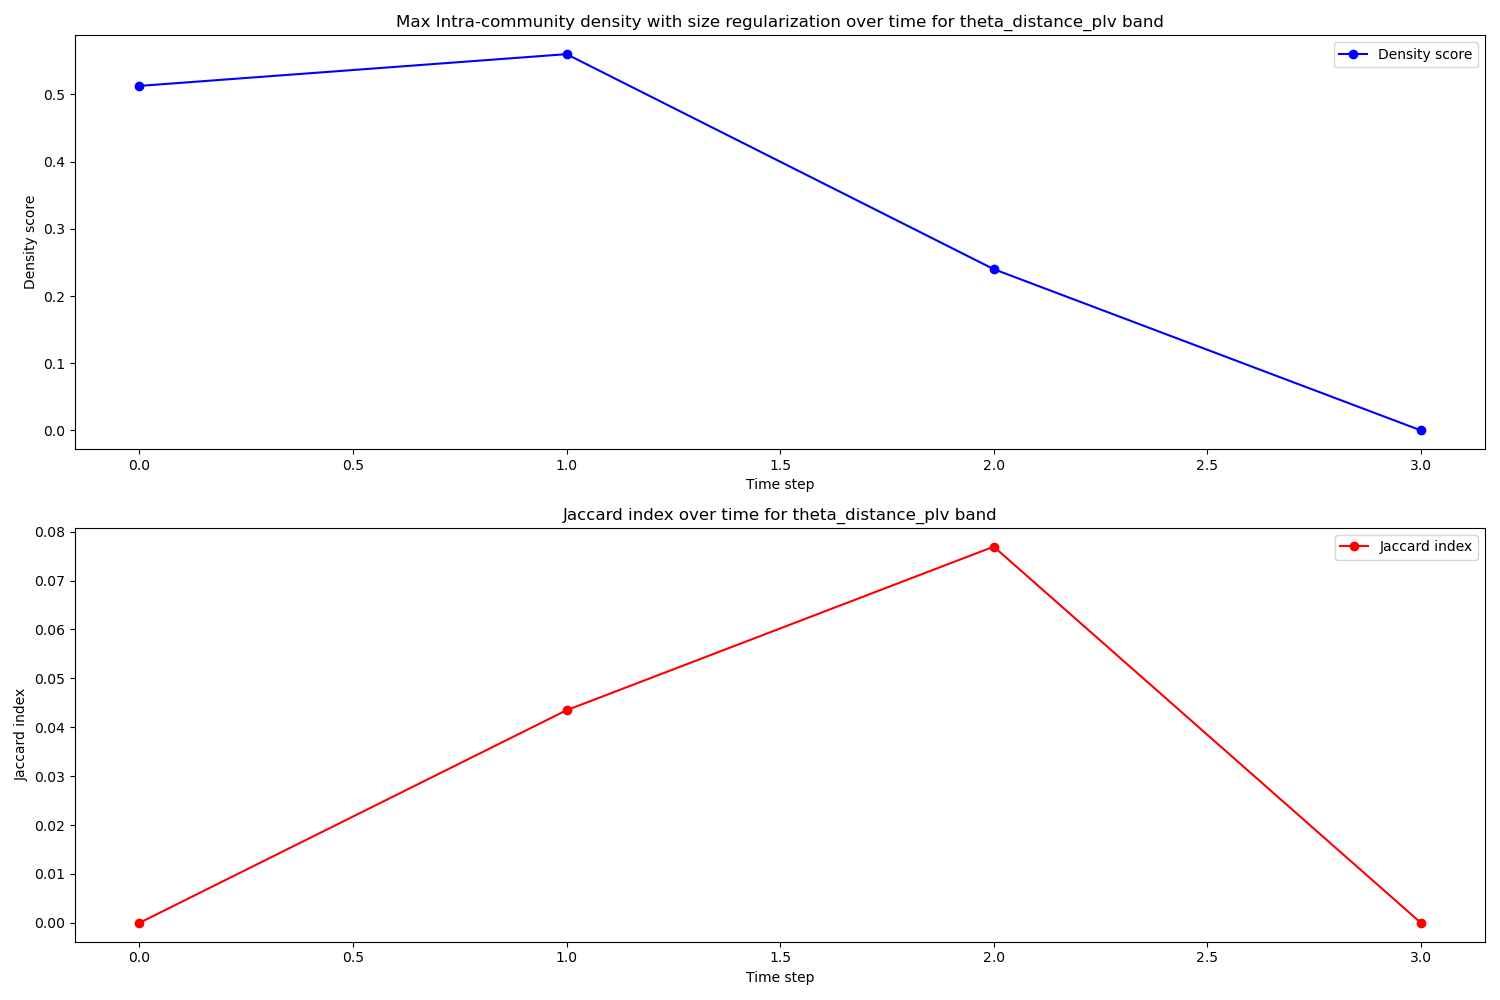 Max Intra-community density with size regularization over time for theta_distance_plv band
Density score
Density score
0.5
0.4
0.3
0.2
0.1
0.0
0.0 0.5 1.0 1.5 2.0 2.5 3.0
Time step
Jaccard index over time for theta_distance_plv band
Jaccard index
Jaccard index
0.08
0.07
0.06
0.05
0.04
0.03
0.02
0.01
0.00
0.0 0.5 1.0 1.5 2.0 2.5 3.0
Time step